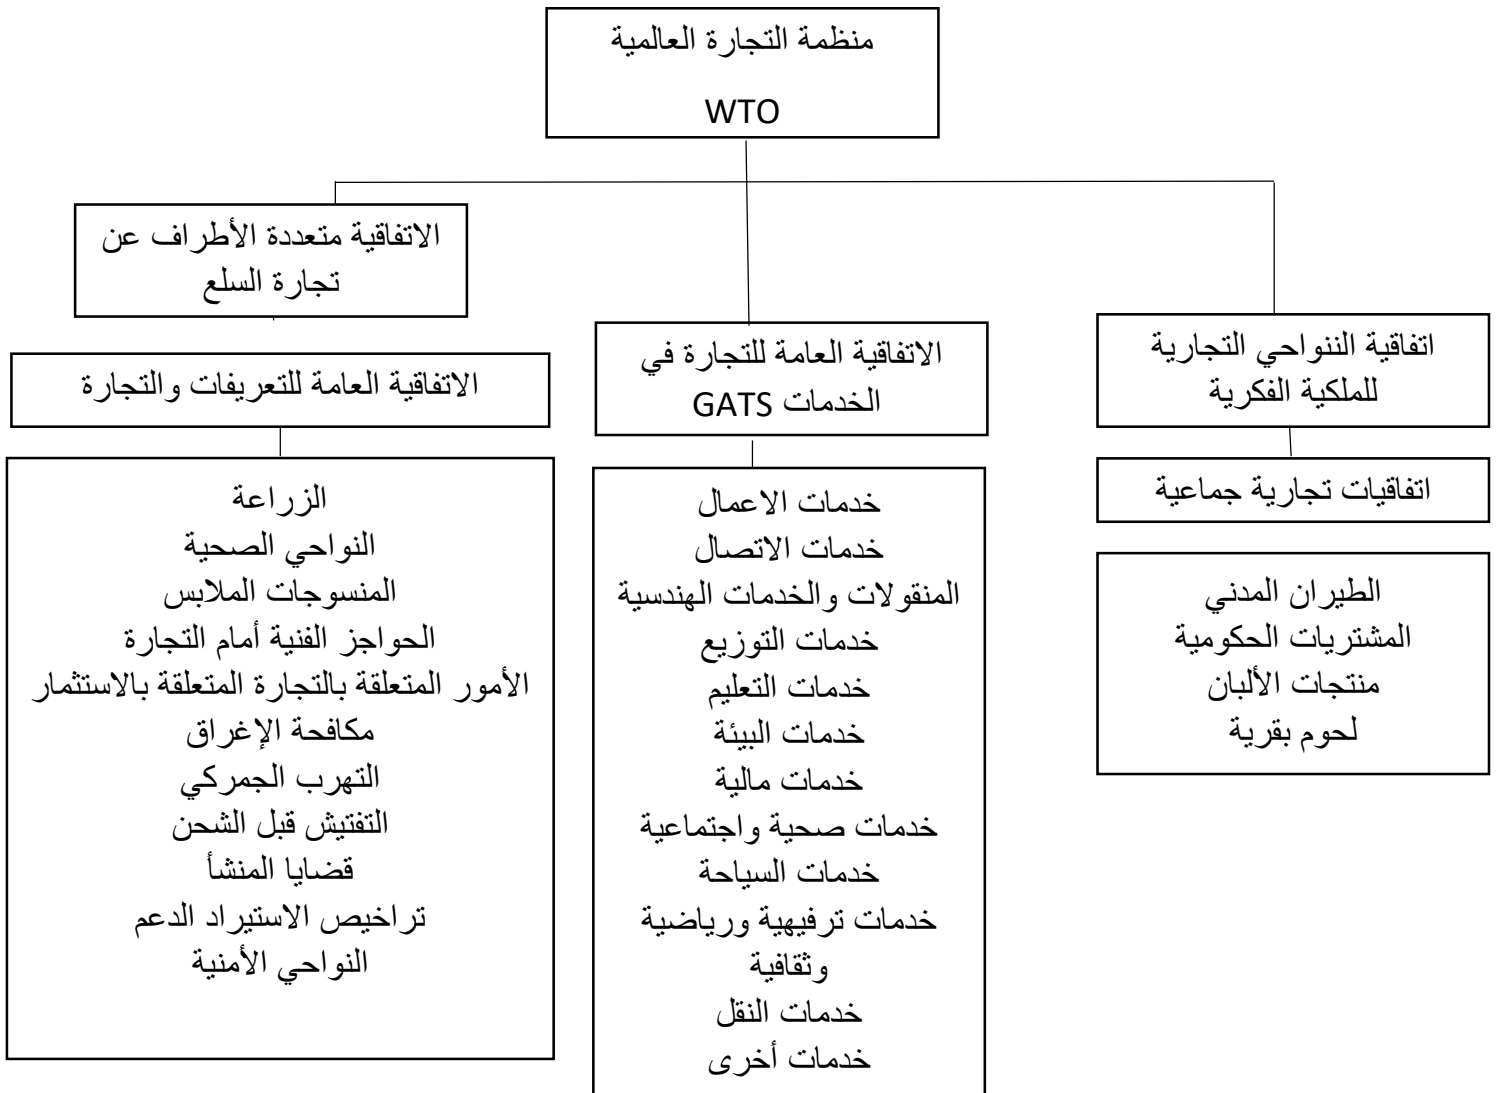 منظمة التجارة العالمية
WTO
اتفاقية الننواحي التجارية
للملكية الفكرية
اتفاقيات تجارية جماعية
الطيران المدني
المشتريات الحكومية
منتجات الألبان
لحوم بقرية
الاتفاقية العامة للتجارة في
الخدمات GATS
خدمات الاعمال
خدمات الاتصال
المنقولات والخدمات الهندسية
خدمات التوزيع
خدمات التعليم
خدمات البيئة
خدمات مالية
خدمات صحية واجتماعية
خدمات السياحة
خدمات ترفيهية ورياضية
وثقافية
خدمات النقل
خدمات أخرى
الاتفاقية متعددة الأطراف عن
تجارة السلع
الاتفاقية العامة للتعريفات والتجارة
الزراعة
النواحي الصحية
المنسوجات الملابس
الحواجز الفنية أمام التجارة
الأمور المتعلقة بالتجارة المتعلقة بالاستثمار
مكافحة الإغراق
التهرب الجمركي
التفتيش قبل الشحن
قضايا المنشأ
تراخيص الاستيراد الدعم
النواحي الأمنية